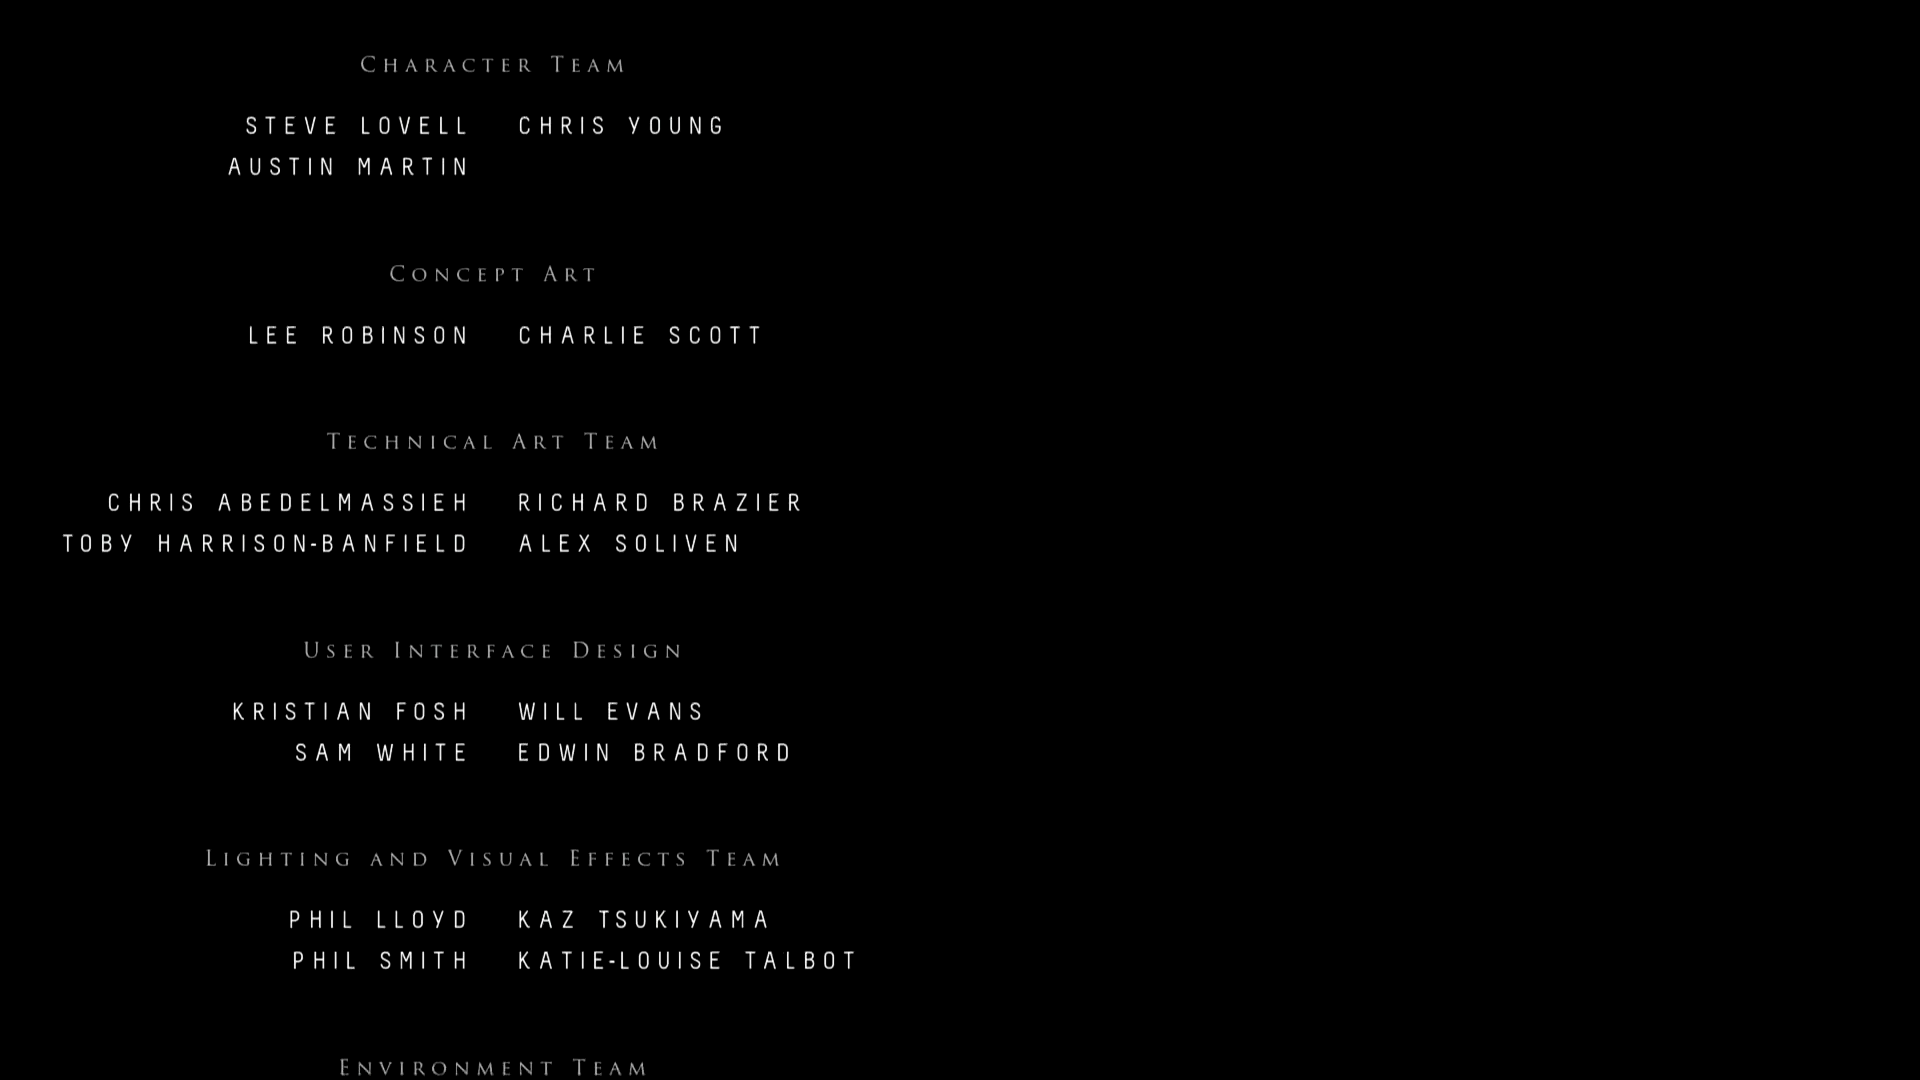 Character Team
STEVE LOVELL CHRIS YOUNG
AUSTIN MARTIN
Concept Art
LEE ROBINSON CHARLIE SCOTT
Technical Art Team
CHRIS ABEDELMASSIEH RICHARD BRAZIER
TOBY HARRISON-BANFIELD ALEX SOLIVEN
User Interface Design
KRISTIAN FOSH WILL EVANS
SAM WHITE EDWIN BRADFORD
Lighting and Visual Effects Team
PHIL LLOYD KAZ TSUKIYAMA
PHIL SMITH KATIE-LOUISE TALBOT
Environment Team